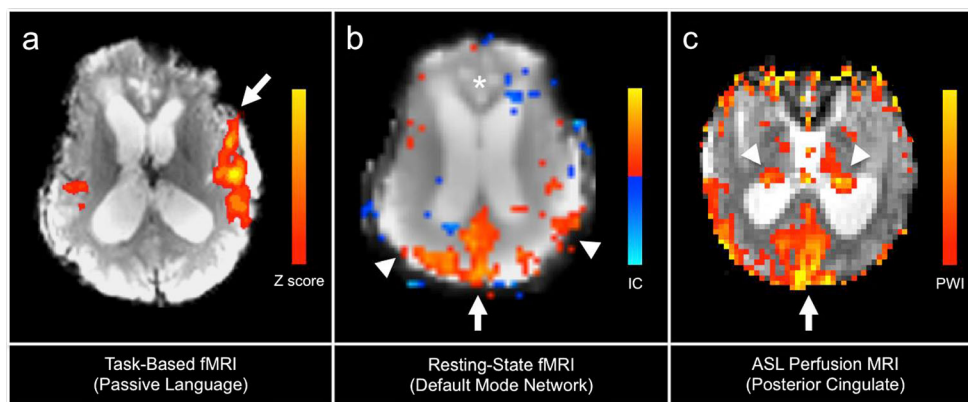 a
b
c
*
Z score
IC
PWI
Task-Based fMRI
(Passive Language)
Resting-State fMRI
(Default Mode Network)
ASL Perfusion MRI
(Posterior Cingulate)